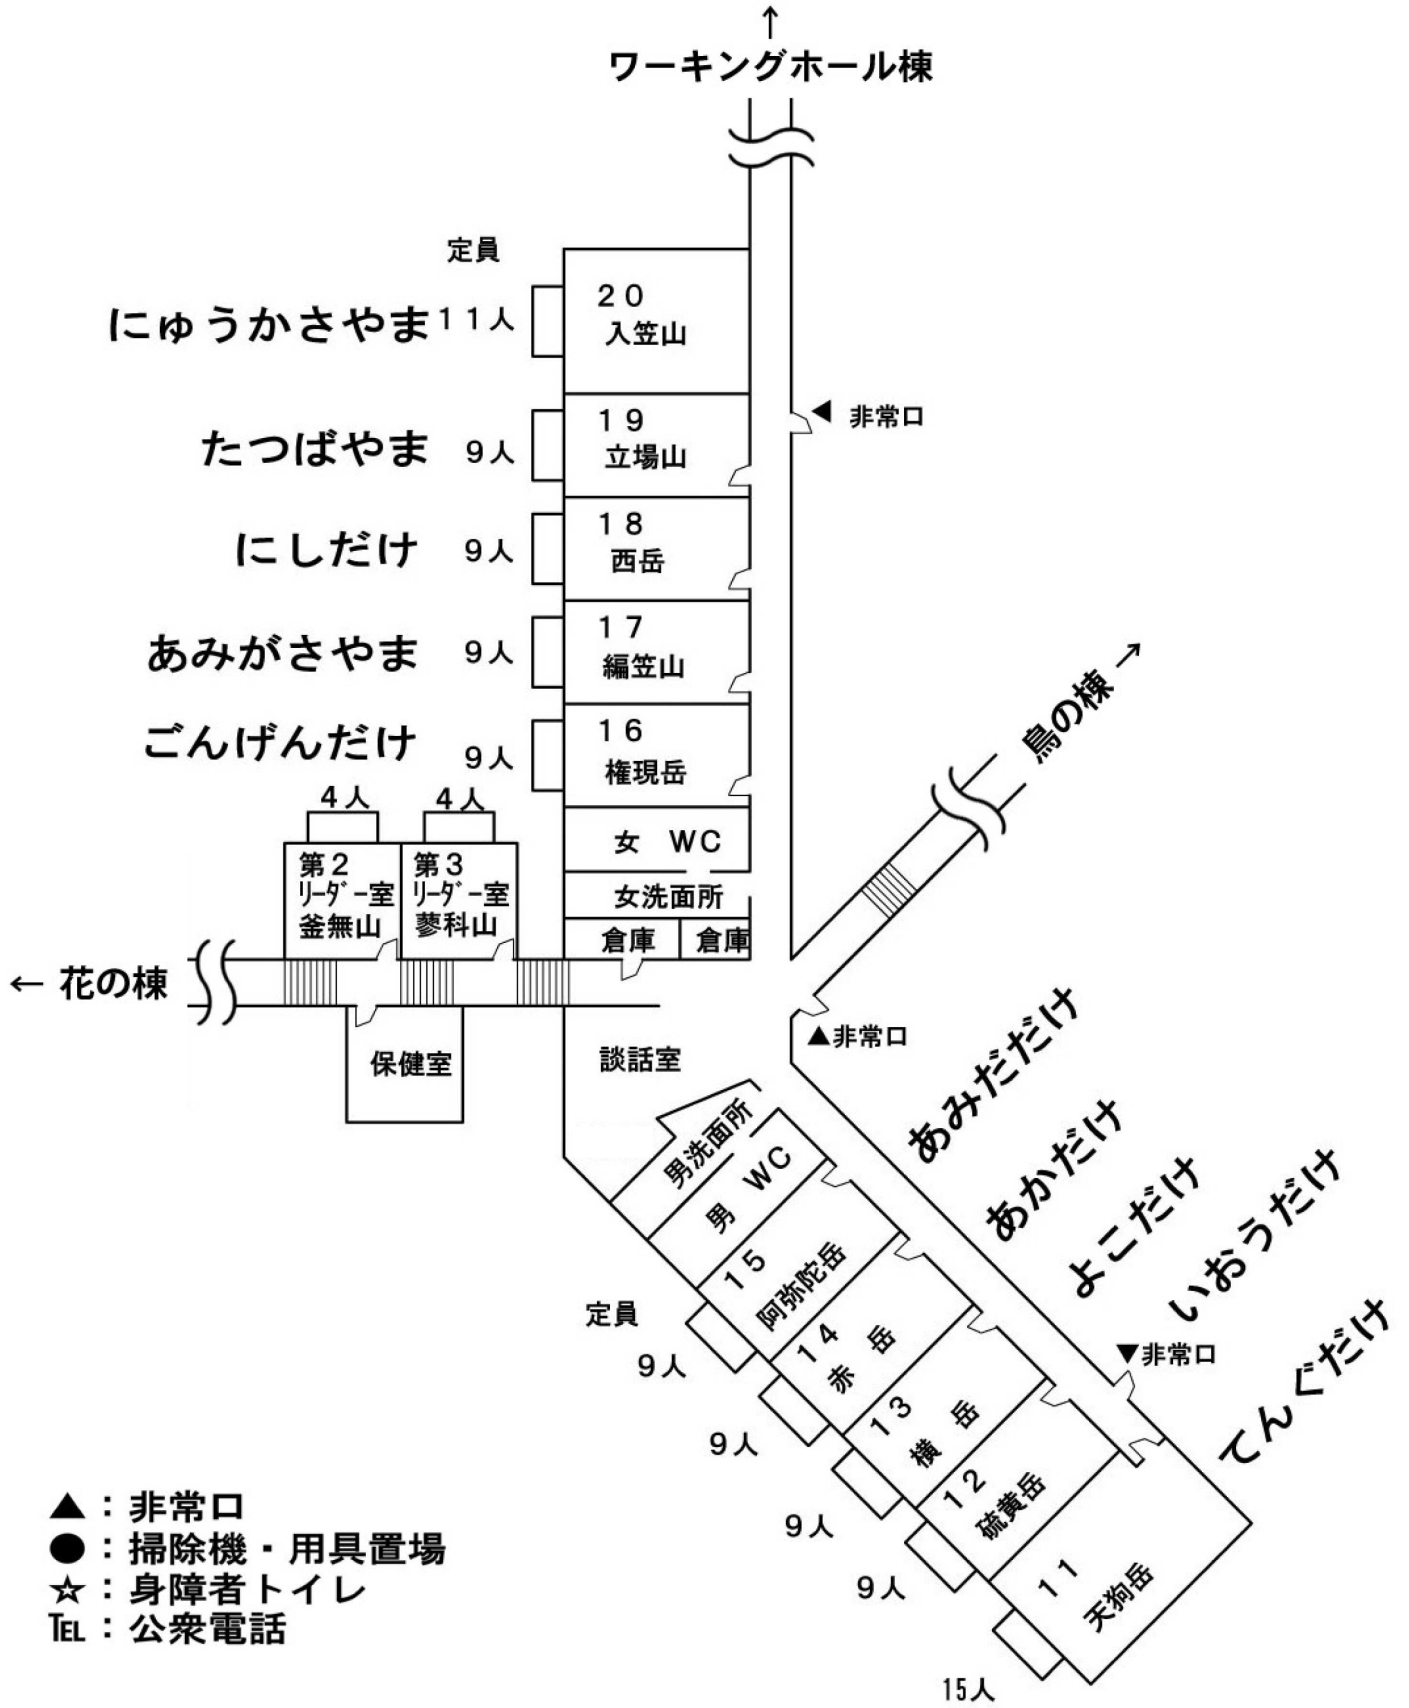 ↑
ワーキングホール棟
定員
にゅうかさやま 11人
20
入笠山
たつばやま 9人
19
立場山
◀ 非常口
にしだけ 9人
18
西岳
あみがさやま 9人
17
編笠山
ごんげんだけ 9人
16
権現岳
鳥の棟 →
4人
4人
第2
リーダー室
釜無山
第3
リーダー室
蓼科山
女 WC
女洗面所
倉庫
倉庫
← 花の棟
保健室
談話室
▲非常口
男洗面所
男 WC
あみだだけ
あかだけ
よこだけ
いおうだけ
てんぐだけ
15
阿弥陀岳
14
赤岳
13
横岳
12
硫黄岳
11
天狗岳
▼非常口
定員
9人
9人
9人
9人
15人
▲：非常口
●：掃除機・用具置場
☆：身障者トイレ
℡：公衆電話